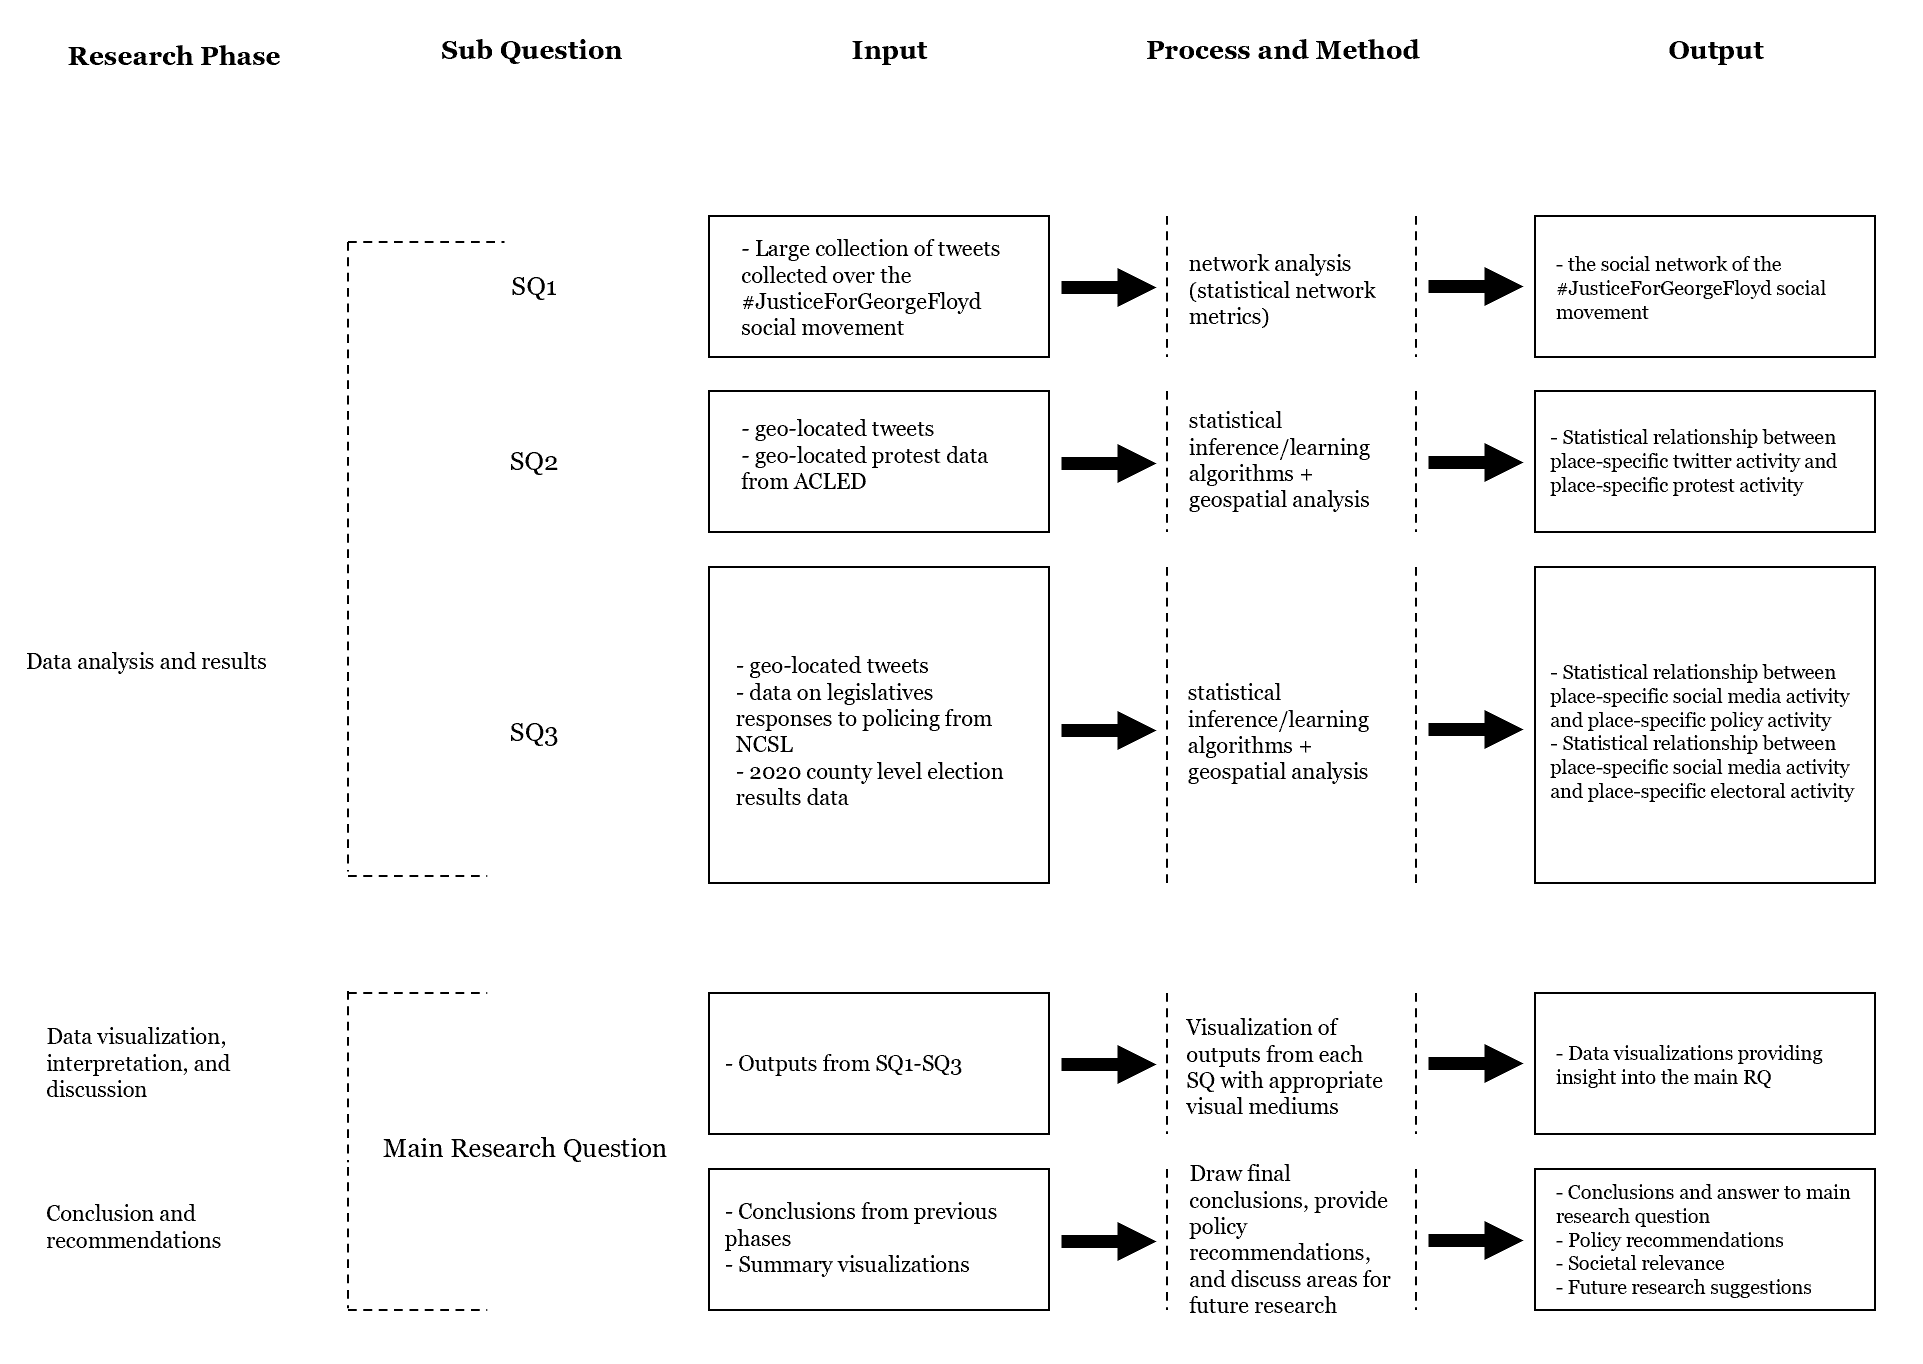 Research Phase
Sub Question
Input
Process and Method
Output
SQ1
- Large collection of tweets
collected over the
#JusticeForGeorgeFloyd
social movement
network analysis
(statistical network
metrics)
- the social network of the
#JusticeForGeorgeFloyd social
movement
SQ2
- geo-located tweets
- geo-located protest data
from ACLED
statistical
inference/learning
algorithms +
geospatial analysis
- Statistical relationship between
place-specific twitter activity and
place-specific protest activity
Data analysis and results
SQ3
- geo-located tweets
- data on legislatives
responses to policing from
NCSL
- 2020 county level election
results data
statistical
inference/learning
algorithms +
geospatial analysis
- Statistical relationship between
place-specific social media activity
and place-specific policy activity
- Statistical relationship between
place-specific social media activity
and place-specific electoral activity
Data visualization,
interpretation, and
discussion
Main Research Question
- Outputs from SQ1-SQ3
Visualization of
outputs from each
SQ with appropriate
visual mediums
- Data visualizations providing
insight into the main RQ
Conclusion and
recommendations
- Conclusions from previous
phases
- Summary visualizations
Draw final
conclusions, provide
policy
recommendations,
and discuss areas for
future research
- Conclusions and answer to main
research question
- Policy recommendations
- Societal relevance
- Future research suggestions